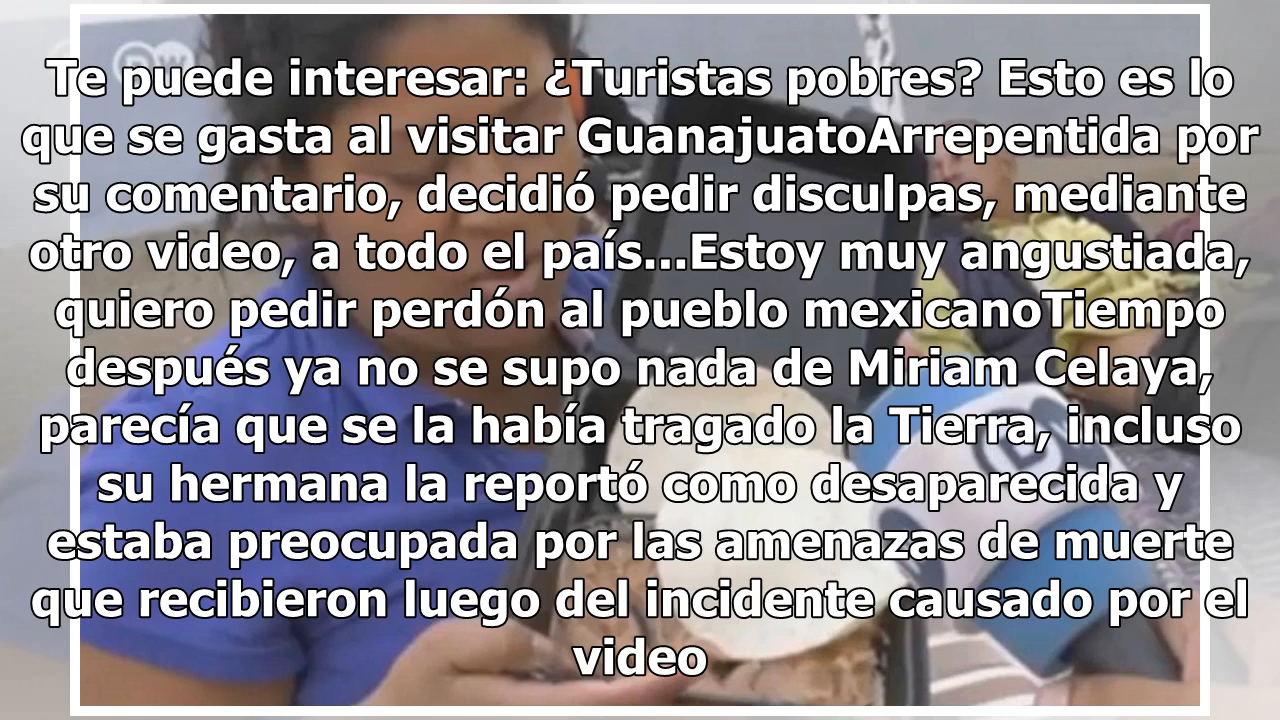 DW
Te puede interesar: ¿Turistas pobres? Esto es lo
que se gasta al visitar GuanajuatoArrepentida por
su comentario, decidió pedir disculpas, mediante
otro video, a todo el país...Estoy muy angustiada,
quiero pedir perdón al pueblo mexicanoTiempo
después ya no se supo nada de Miriam Celaya,
parecía que se la había tragado la Tierra, incluso
su hermana la reportó como desaparecida y
estaba preocupada por las amenazas de muerte
que recibieron luego del incidente causado por el
video